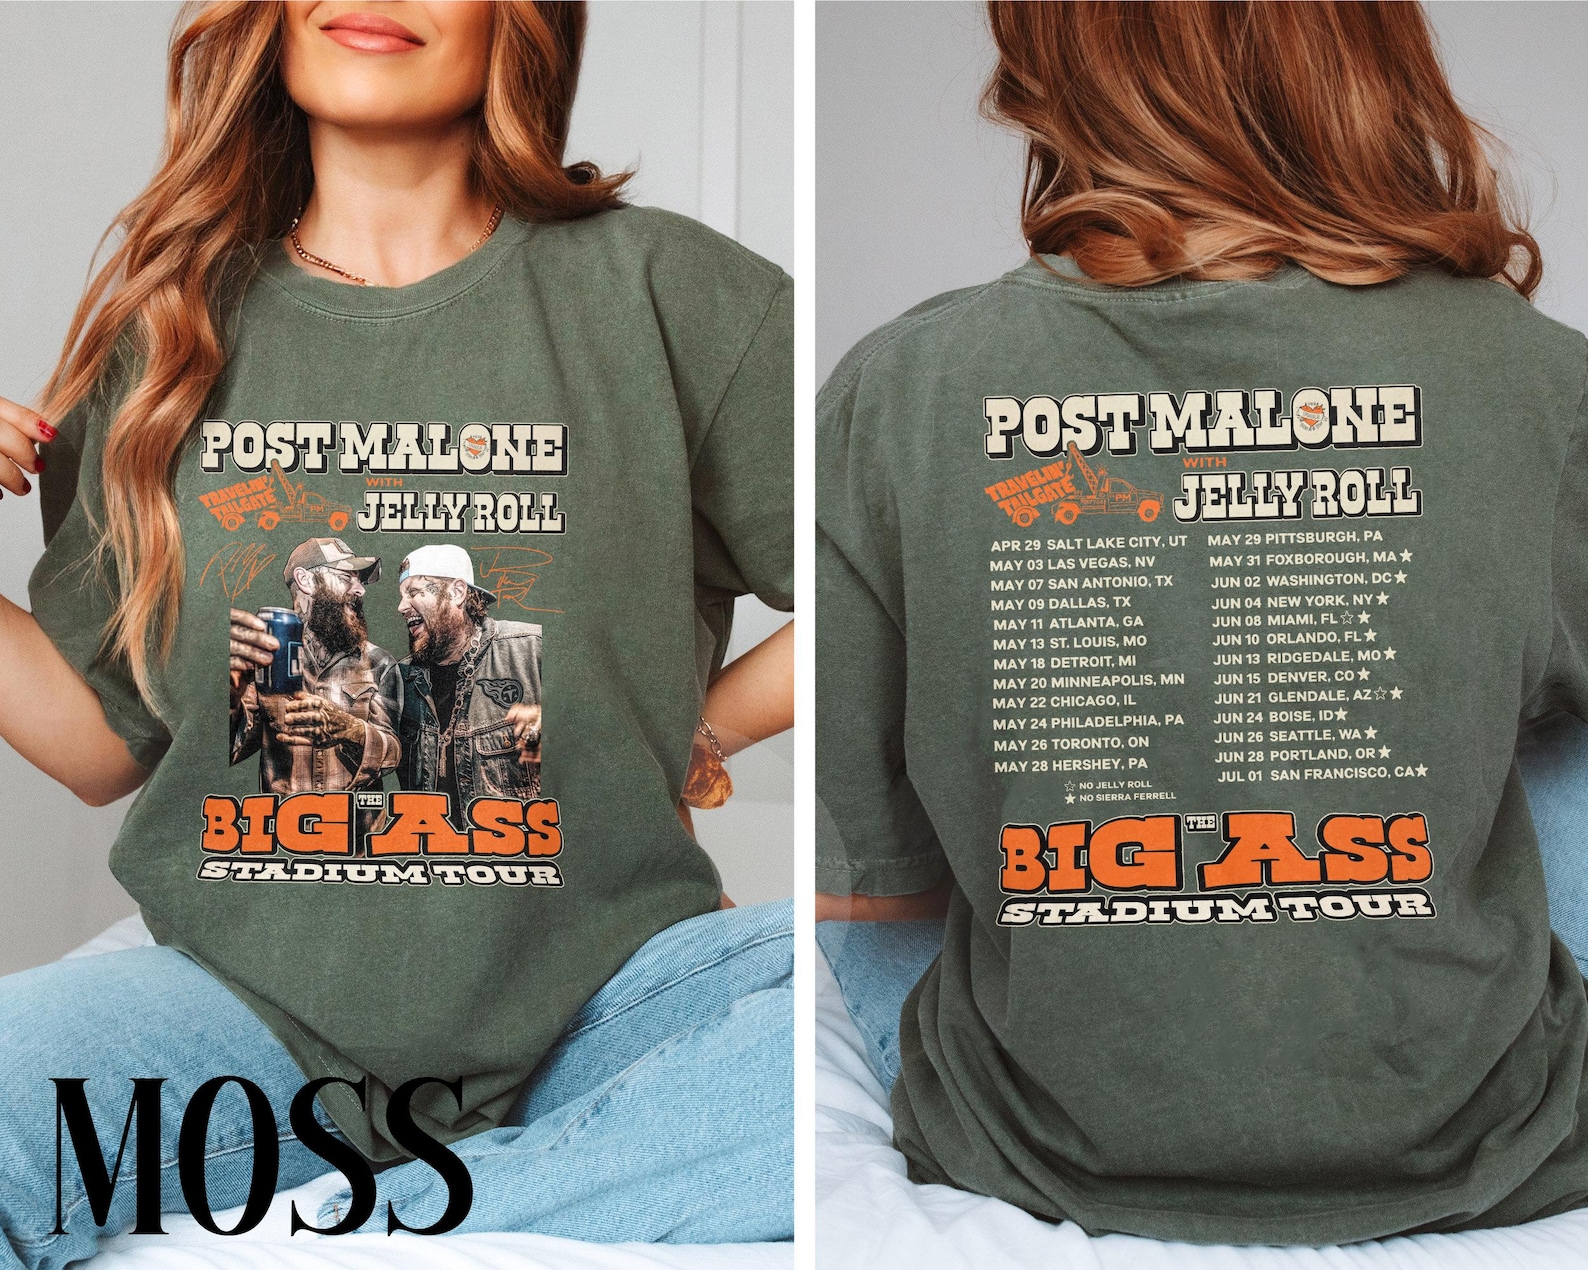 POST MALONE
WITH
TRAVELIN'
TAILGATE
JELLY ROLL
THE
BIG ASS
STADIUM TOUR
MOSS
POST MALONE
WITH
TRAVELIN'
TAILGATE
PM
JELLY ROLL
APR 29 SALT LAKE CITY, UT
MAY 03 LAS VEGAS, NV
MAY 07 SAN ANTONIO, TX
MAY 09 DALLAS, TX
MAY 11 ATLANTA, GA
MAY 13 ST. LOUIS, MO
MAY 18 DETROIT, MI
MAY 20 MINNEAPOLIS, MN
MAY 22 CHICAGO, IL
MAY 24 PHILADELPHIA, PA
MAY 26 TORONTO, ON
MAY 28 HERSHEY, PA
MAY 29 PITTSBURGH, PA
MAY 31 FOXBOROUGH, MA★
JUN 02 WASHINGTON, DC★
JUN 04 NEW YORK, NY★
JUN 08 MIAMI, FL☆★
JUN 10 ORLANDO, FL★
JUN 13 RIDGEDALE, MO★
JUN 15 DENVER, CO★
JUN 21 GLENDALE, AZ☆★
JUN 24 BOISE, ID★
JUN 26 SEATTLE, WA★
JUN 28 PORTLAND, OR★
JUL 01 SAN FRANCISCO, CA★
☆ NO JELLY ROLL
★ NO SIERRA FERRELL
THE
BIG ASS
STADIUM TOUR